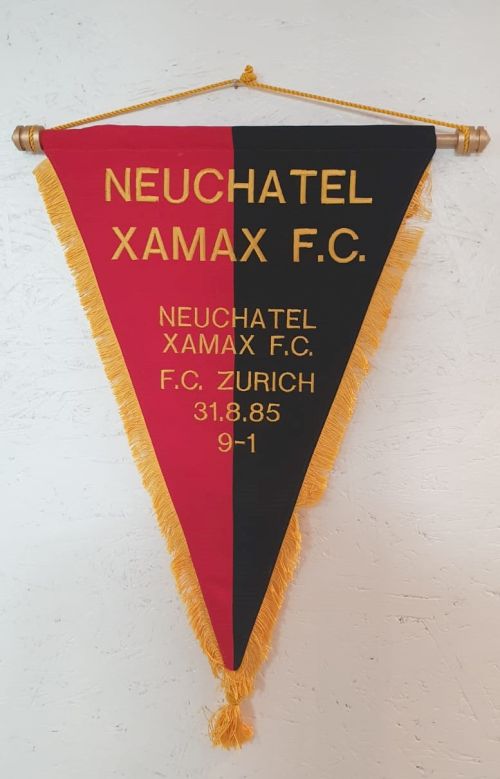 NEUCHATEL
XAMAX F.C.
NEUCHATEL
XAMAX F.C.
F.C. ZURICH
31.8.85
9-1